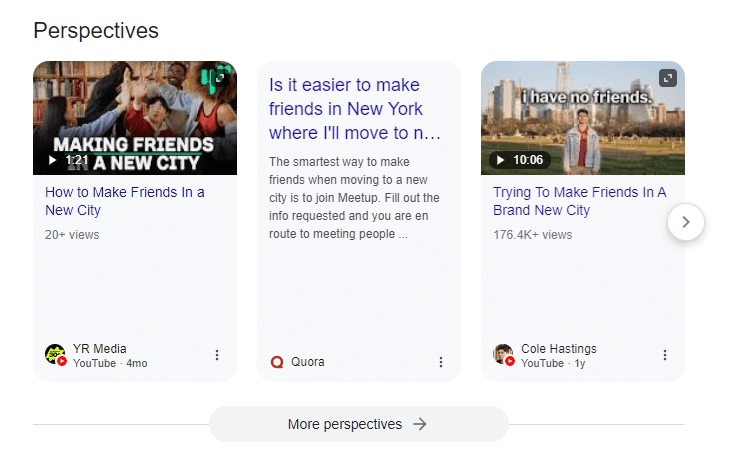 Perspectives
MAKING FRIENDS
IN A NEW CITY
1:21
How to Make Friends In a
New City
20+ views
YR Media
YouTube · 4mo
Is it easier to make
friends in New York
where I'll move to n…
The smartest way to make
friends when moving to a new
city is to join Meetup. Fill out the
info requested and you are en
route to meeting people ...
Quora
i have no friends.
10:06
Trying To Make Friends In A
Brand New City
176.4K+ views
Cole Hastings
YouTube · 1y
More perspectives